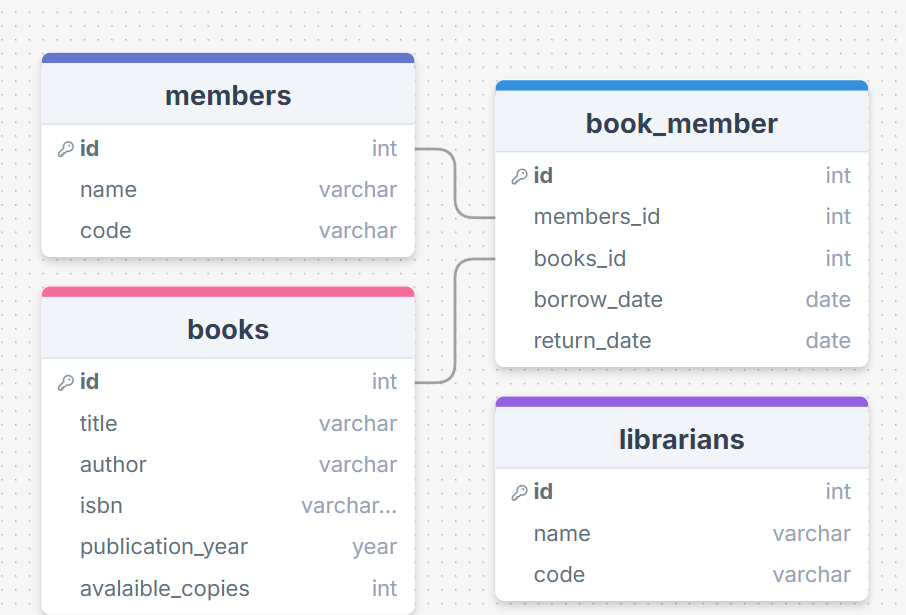 members
id int
name varchar
code varchar
books
id int
title varchar
author varchar
isbn varchar...
publication_year year
avalaible_copies int
book_member
id int
members_id int
books_id int
borrow_date date
return_date date
librarians
id int
name varchar
code varchar